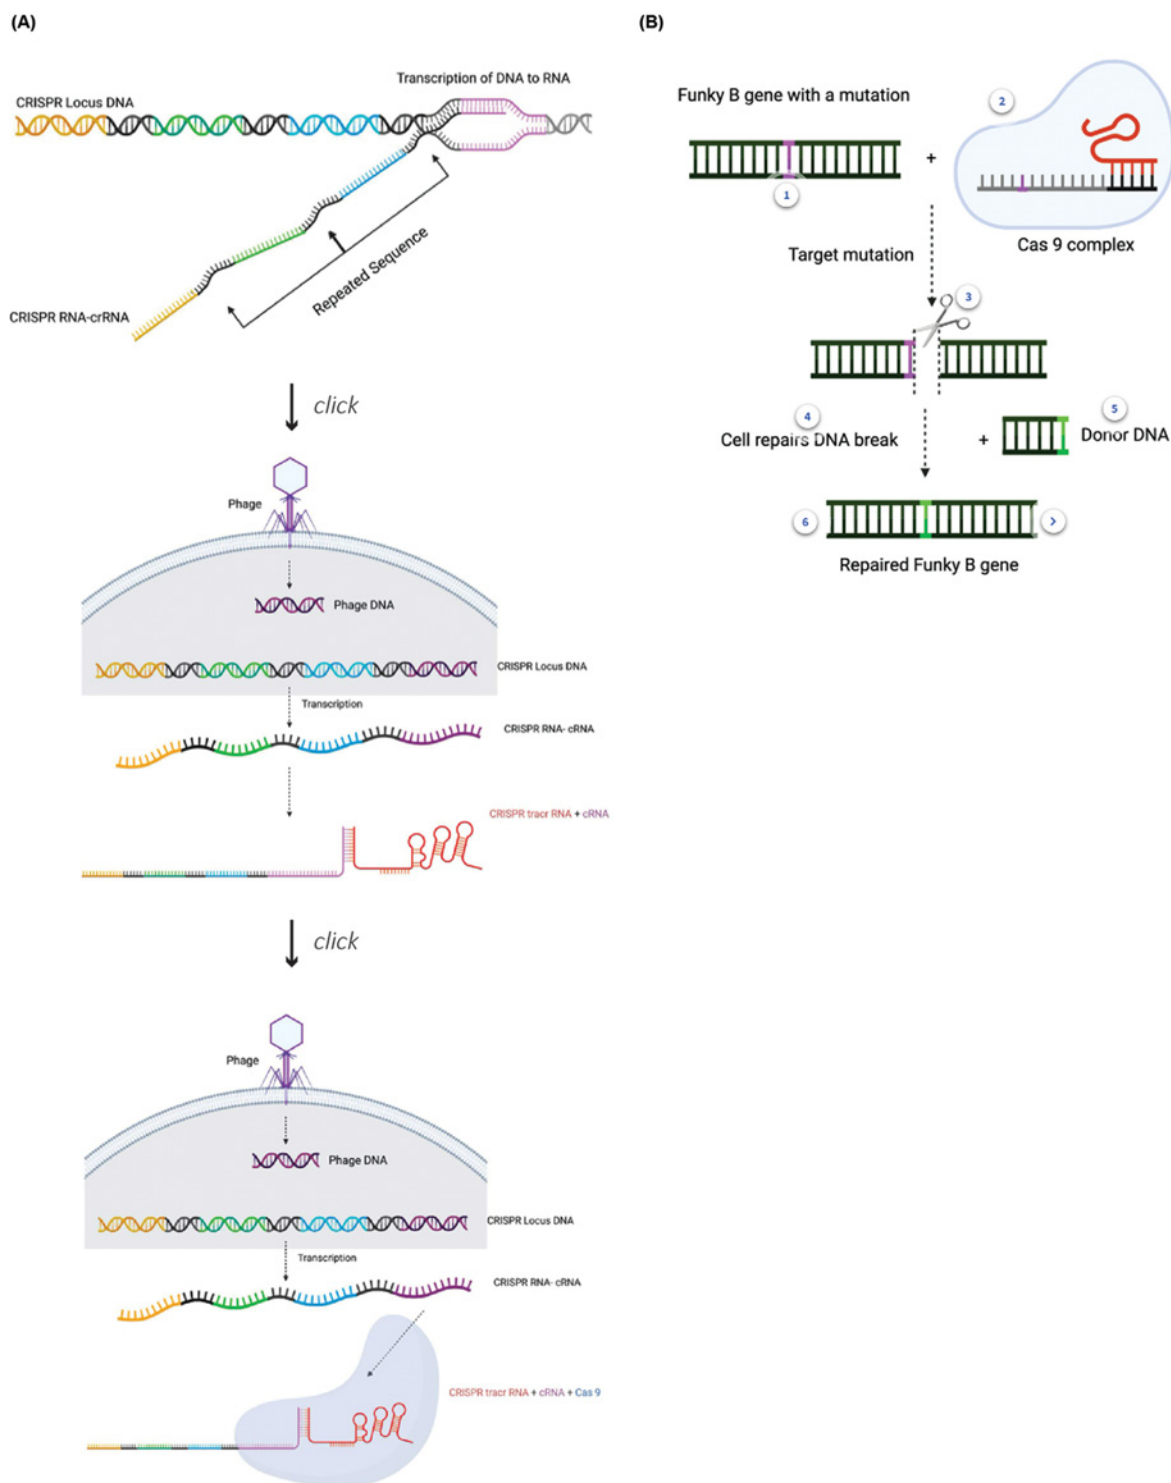 (A)
Transcription of DNA to RNA
CRISPR Locus DNA
Repeated Sequence
CRISPR RNA-crRNA
click
Phage
Phage DNA
CRISPR Locus DNA
Transcription
CRISPR RNA- cRNA
CRISPR tracr RNA + cRNA
click
Phage
Phage DNA
CRISPR Locus DNA
Transcription
CRISPR RNA- cRNA
CRISPR tracr RNA + cRNA + Cas 9
(B)
Funky B gene with a mutation
2
+
1
Cas 9 complex
Target mutation
3
4
5
Cell repairs DNA break
+
Donor DNA
6
Repaired Funky B gene